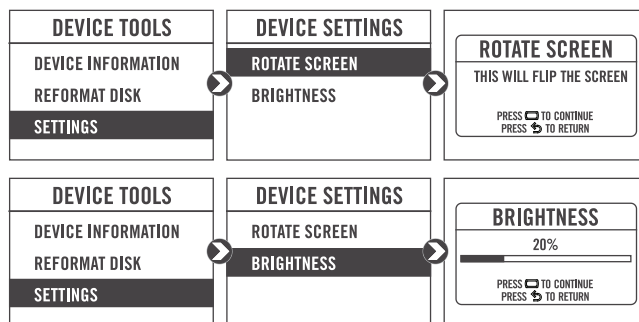 DEVICE TOOLS
DEVICE INFORMATION
REFORMAT DISK
SETTINGS
DEVICE SETTINGS
ROTATE SCREEN
BRIGHTNESS
ROTATE SCREEN
THIS WILL FLIP THE SCREEN
PRESS TO CONTINUE
PRESS TO RETURN
DEVICE TOOLS
DEVICE INFORMATION
REFORMAT DISK
SETTINGS
DEVICE SETTINGS
ROTATE SCREEN
BRIGHTNESS
BRIGHTNESS
20%
PRESS TO CONTINUE
PRESS TO RETURN